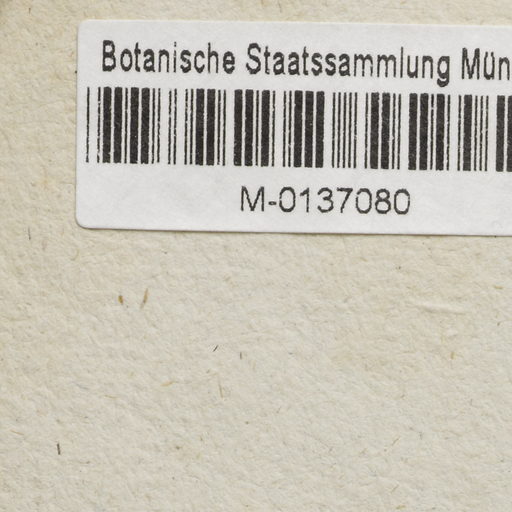 Botanische Staatssammlung Mün
M-0137080